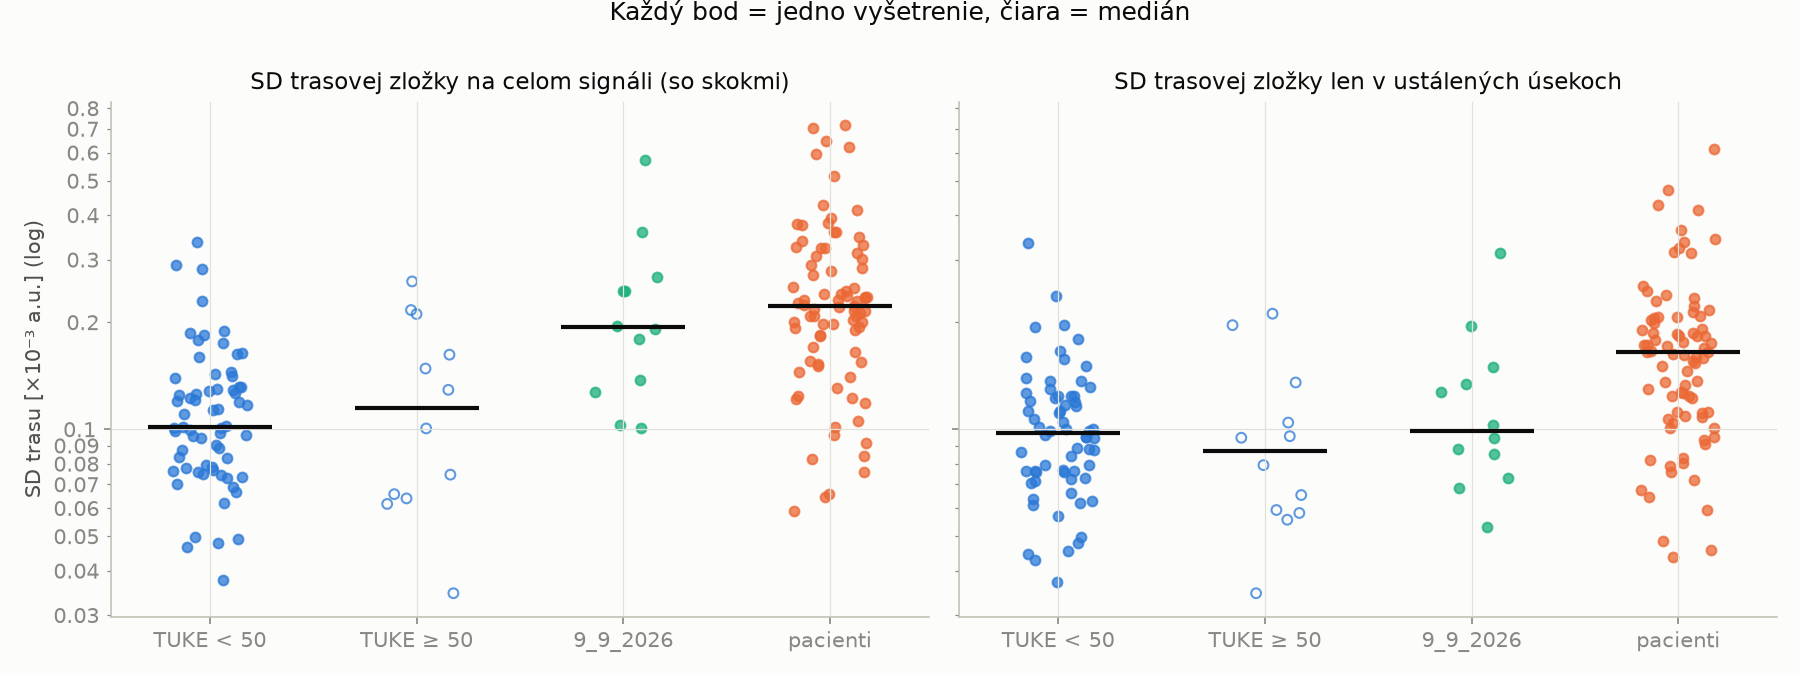 Každý bod = jedno vyšetrenie, čiara = medián
SD trasovej zložky na celom signáli (so skokmi)
SD trasovej zložky len v ustálených úsekoch
SD trasu [×10⁻³ a.u.] (log)
0.8
0.7
0.6
0.5
0.4
0.3
0.2
0.1
0.09
0.08
0.07
0.06
0.05
0.04
0.03
TUKE < 50
TUKE ≥ 50
9_9_2026
pacienti
TUKE < 50
TUKE ≥ 50
9_9_2026
pacienti